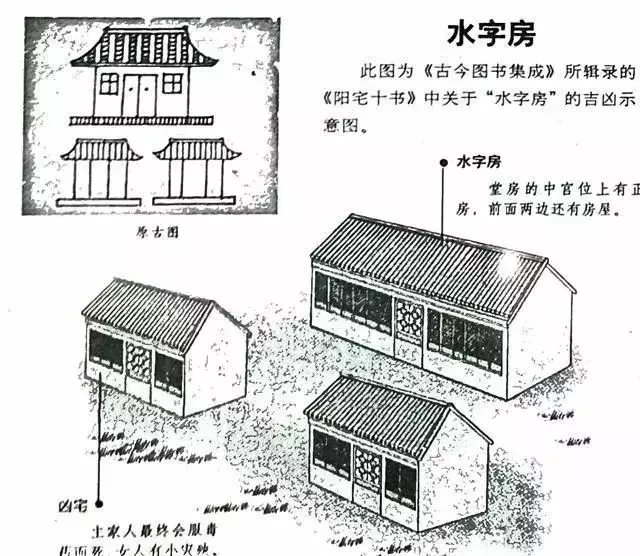 水字房
此图为《古今图书集成》所辑录的
《阳宅十书》中关于“水字房”的吉凶示
意图。
水字房
堂房的中官位上有正
房，前面两边还有房屋。
原古图
凶宅
主家人最终会服毒
药而死，女人有小灾殃。